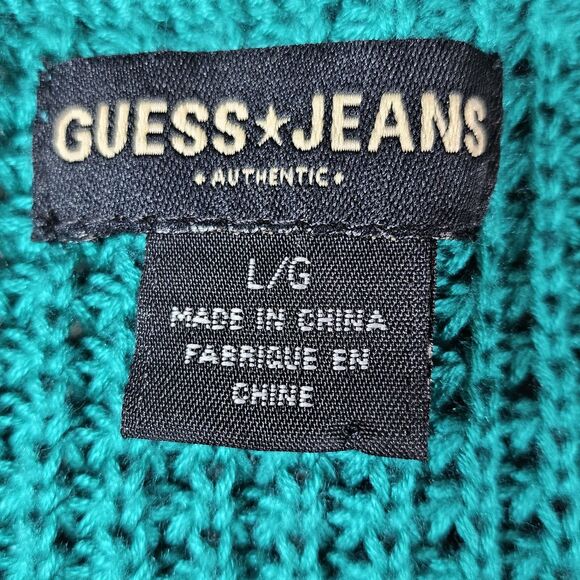 GUESS★JEANS
•AUTHENTIC•
L/G
MADE IN CHINA
FABRIQUE EN
CHINE